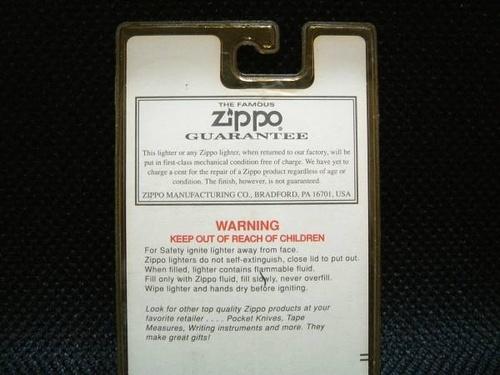 THE FAMOUS
Zippo®
GUARANTEE
This lighter or any Zippo lighter, when returned to our factory, will be
put in first-class mechanical condition free of charge. We have yet to
charge a cent for the repair of a Zippo product regardless of age or
condition. The finish, however, is not guaranteed.
ZIPPO MANUFACTURING CO., BRADFORD, PA 16701, USA
WARNING
KEEP OUT OF REACH OF CHILDREN
For Safety ignite lighter away from face.
Zippo lighters do not self-extinguish, close lid to put out.
When filled, lighter contains flammable fluid.
Fill only with Zippo fluid, fill slowly, never overfill.
Wipe lighter and hands dry before igniting.
Look for other top quality Zippo products at your
favorite retailer . . . . Pocket Knives, Tape
Measures, Writing instruments and more. They
make great gifts!